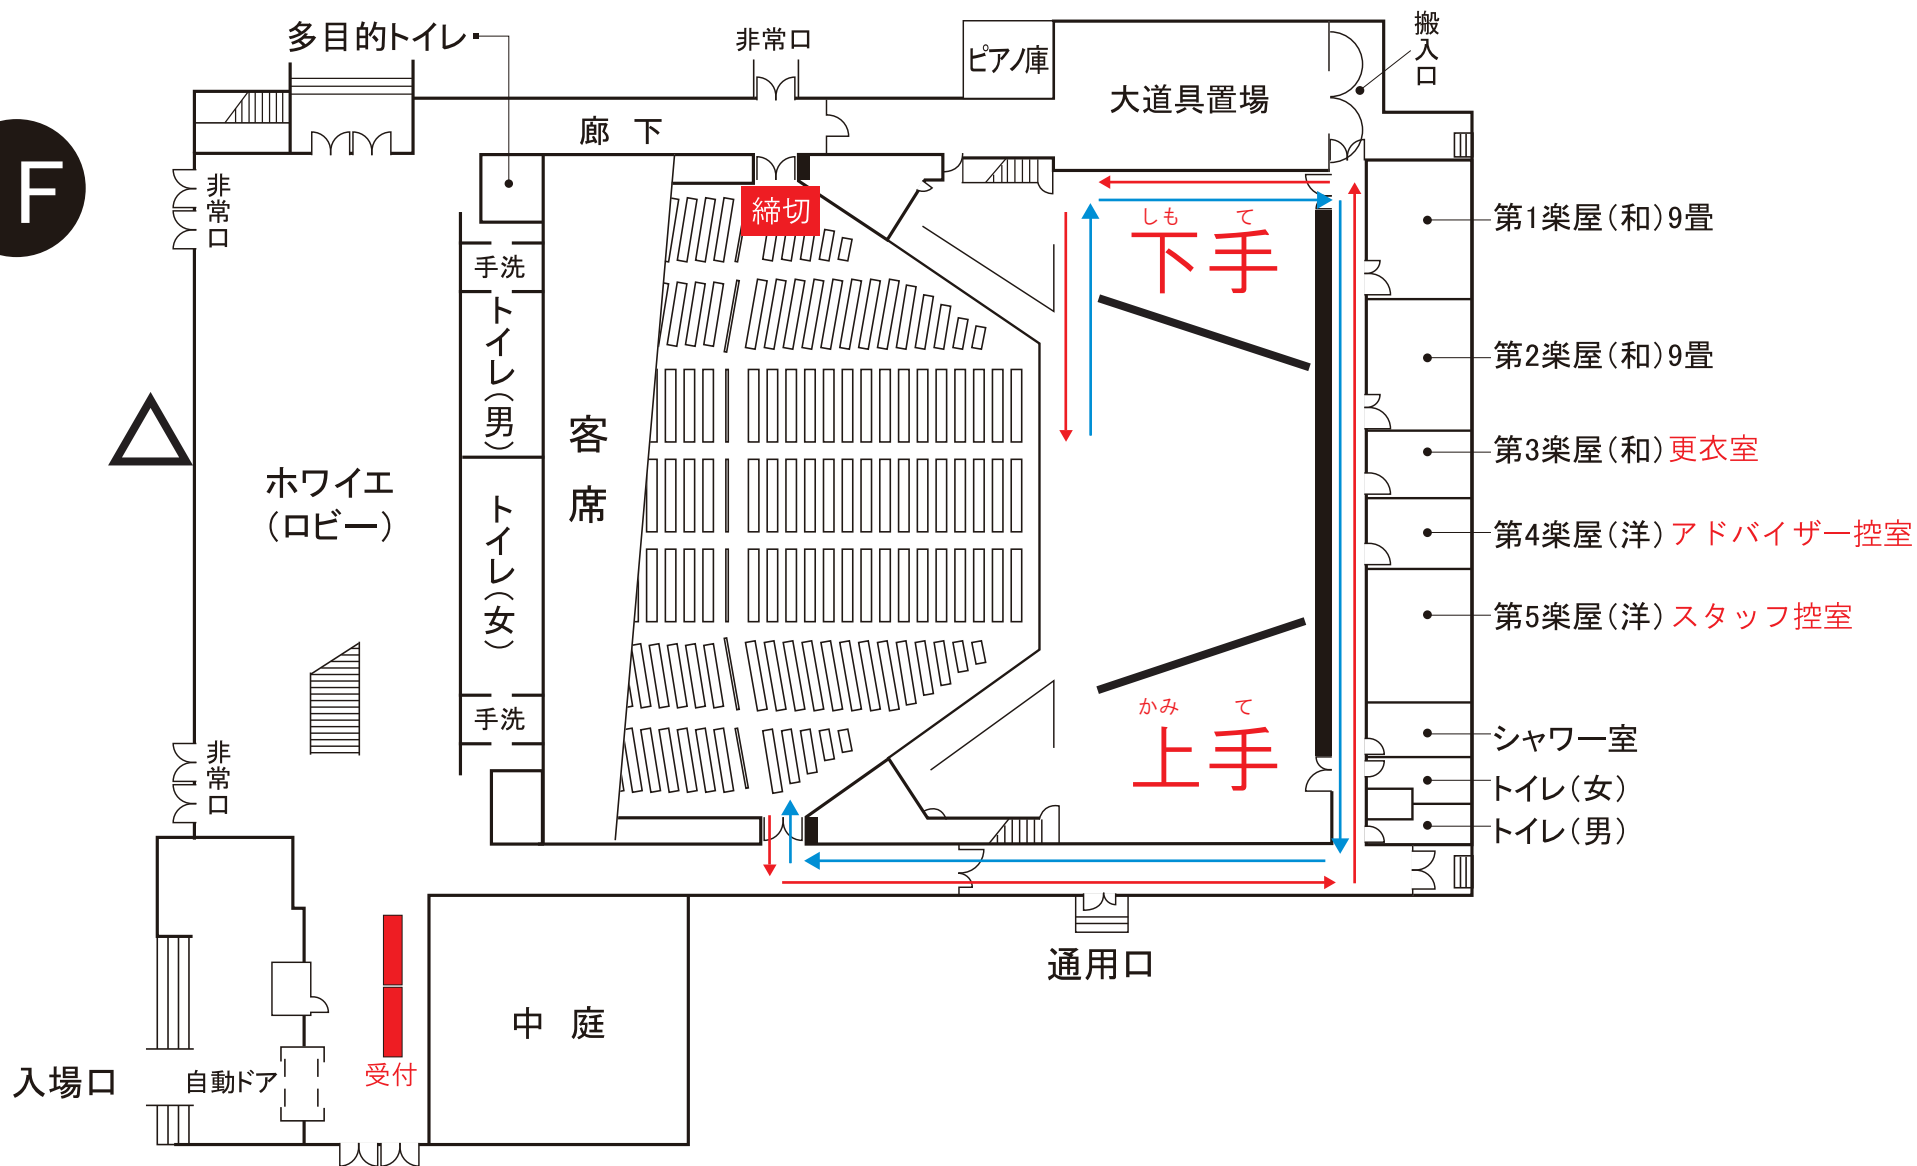 多目的トイレ
非常口
ピアノ庫
搬入口
大道具置場
廊 下
F
非常口
締切
しも て
下手
第1楽屋(和)9畳
手洗
トイレ(男)
第2楽屋(和)9畳
客席
第3楽屋(和)更衣室
ホワイエ
(ロビー)
トイレ(女)
第4楽屋(洋)アドバイザー控室
第5楽屋(洋)スタッフ控室
手洗
かみ て
上手
非常口
シャワー室
トイレ(女)
トイレ(男)
通用口
中 庭
入場口
自動ドア
受付